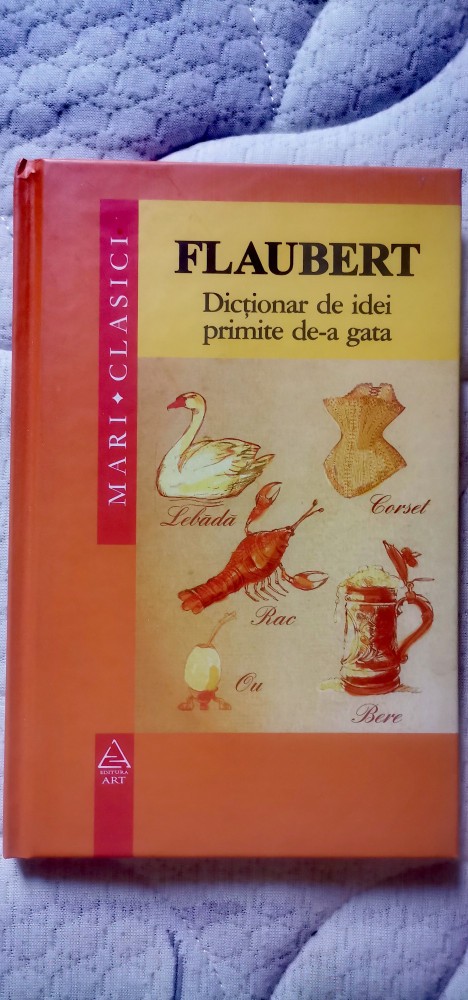 MARI ✦ CLASICI
FLAUBERT
Dicționar de idei
primite de-a gata
Lebădă
Corset
Rac
Ou
Bere
EDITURA
ART